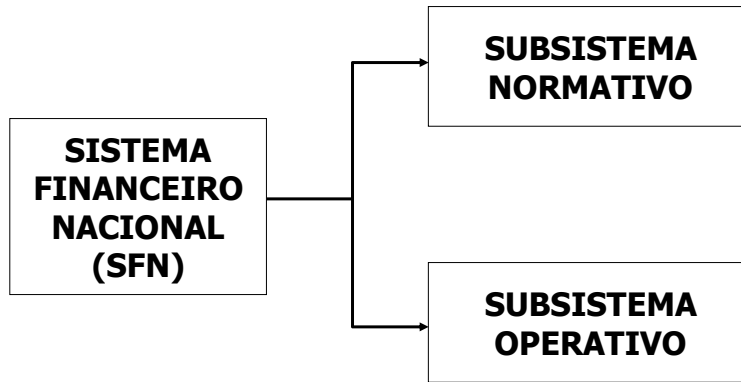 SISTEMA
FINANCEIRO
NACIONAL
(SFN)
SUBSISTEMA
NORMATIVO
SUBSISTEMA
OPERATIVO